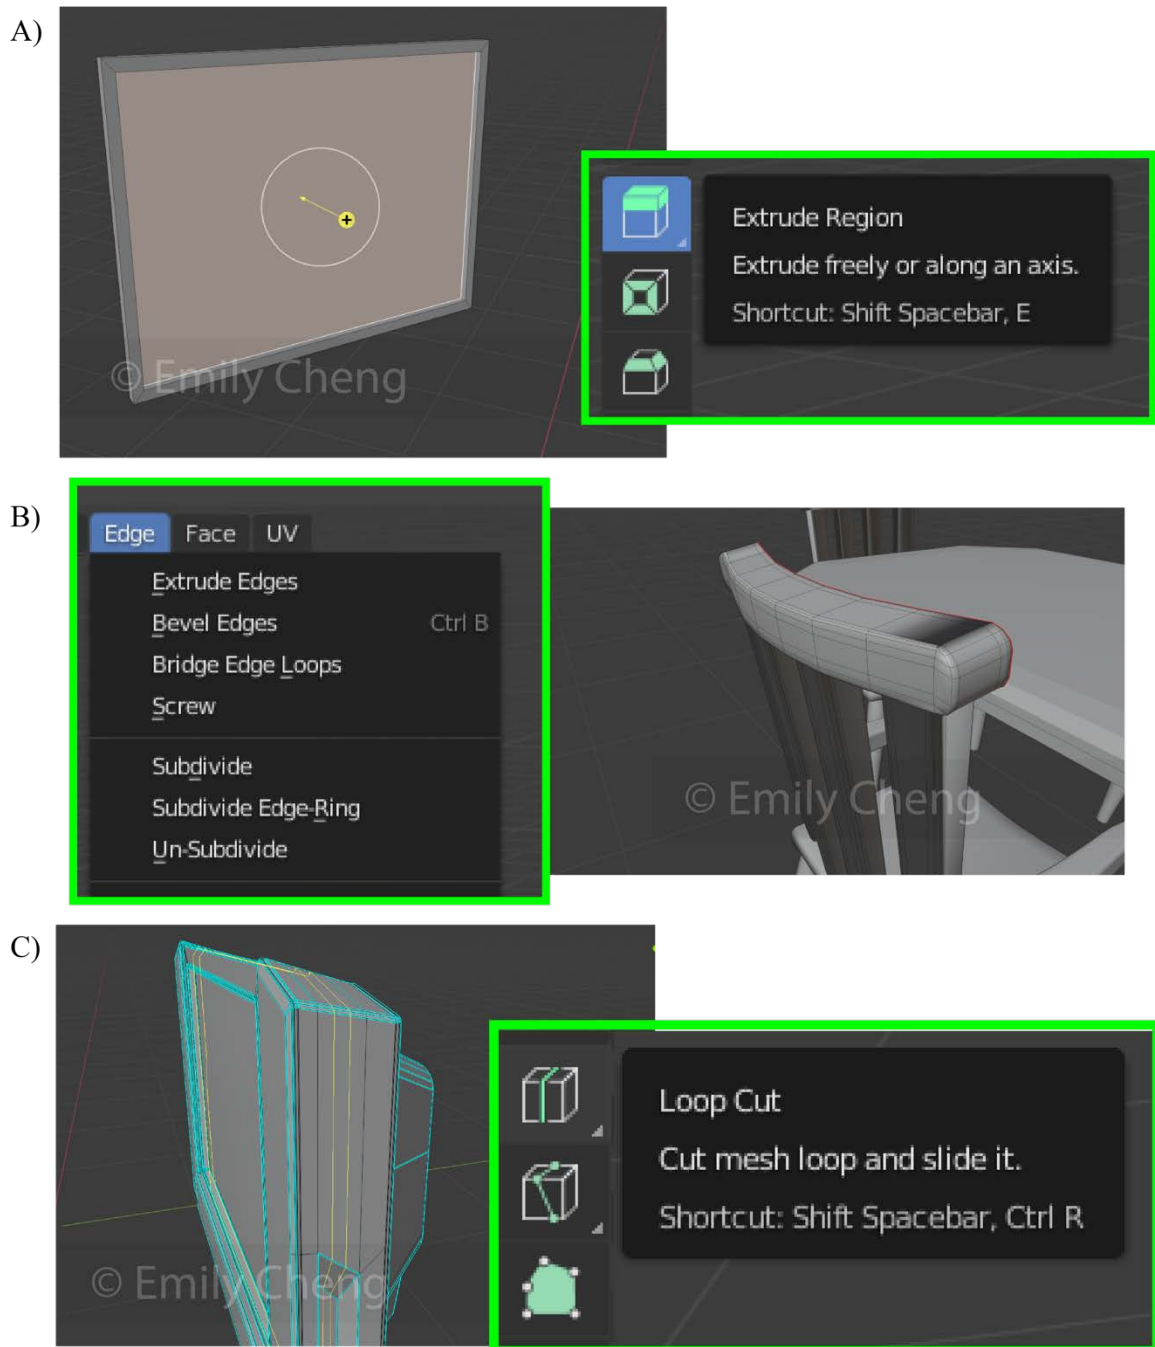 A)
© Emily Cheng
Extrude Region
Extrude freely or along an axis.
Shortcut: Shift Spacebar, E
B)
Edge Face UV
Extrude Edges
Bevel Edges Ctrl B
Bridge Edge Loops
Screw
Subdivide
Subdivide Edge-Ring
Un-Subdivide
© Emily Cheng
C)
© Emily Cheng
Loop Cut
Cut mesh loop and slide it.
Shortcut: Shift Spacebar, Ctrl R